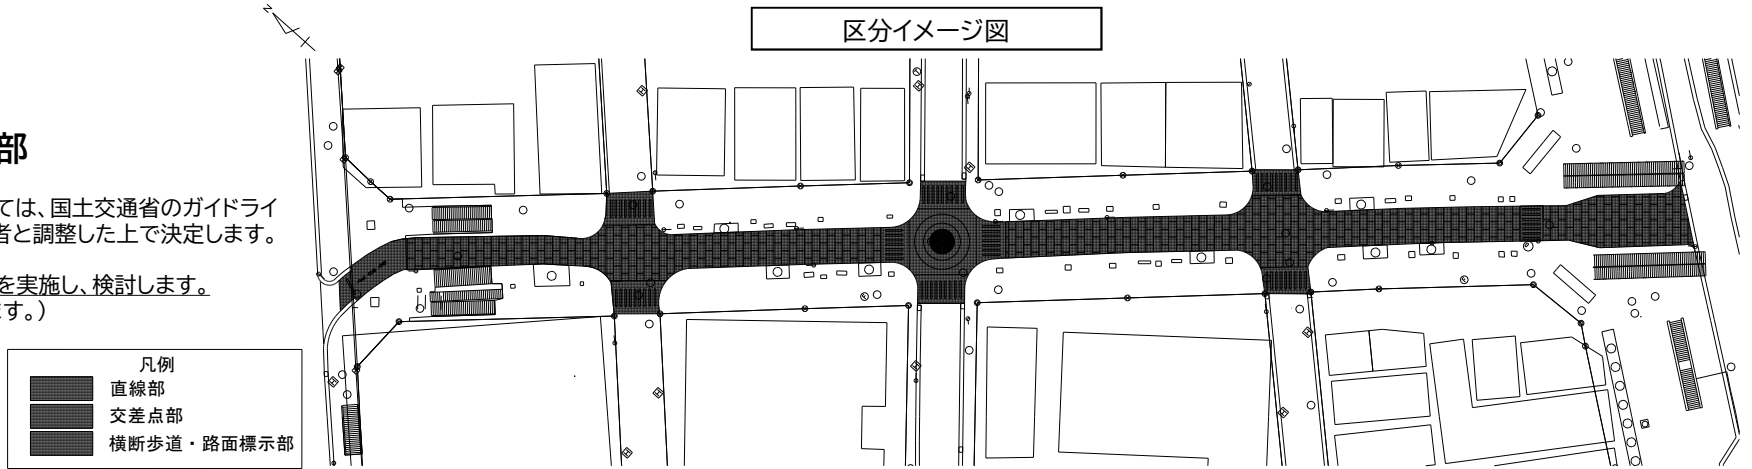 区分イメージ図
N
部
ては、国土交通省のガイドライ
者と調整した上で決定します。
を実施し、検討します。
ます。）
凡例
直線部
交差点部
横断歩道・路面標示部